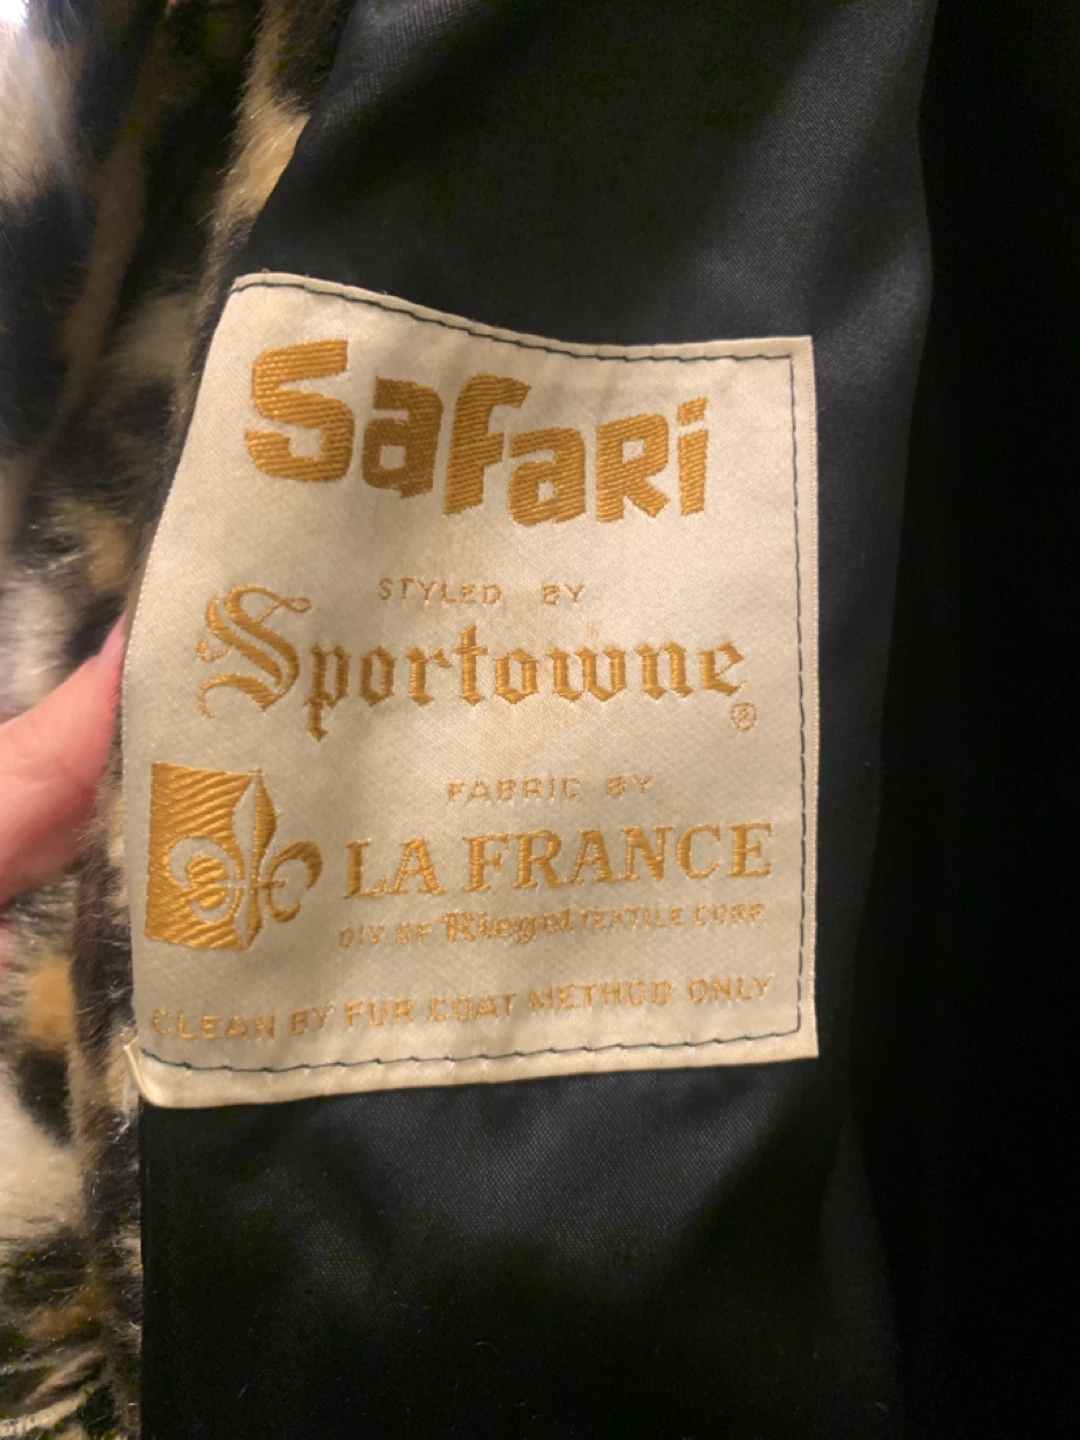 SafaRi
STYLED BY
Sportowne
®
FABRIC BY
LA FRANCE
DIV. OF Riegel TEXTILE CORP.
CLEAN BY FUR COAT METHOD ONLY